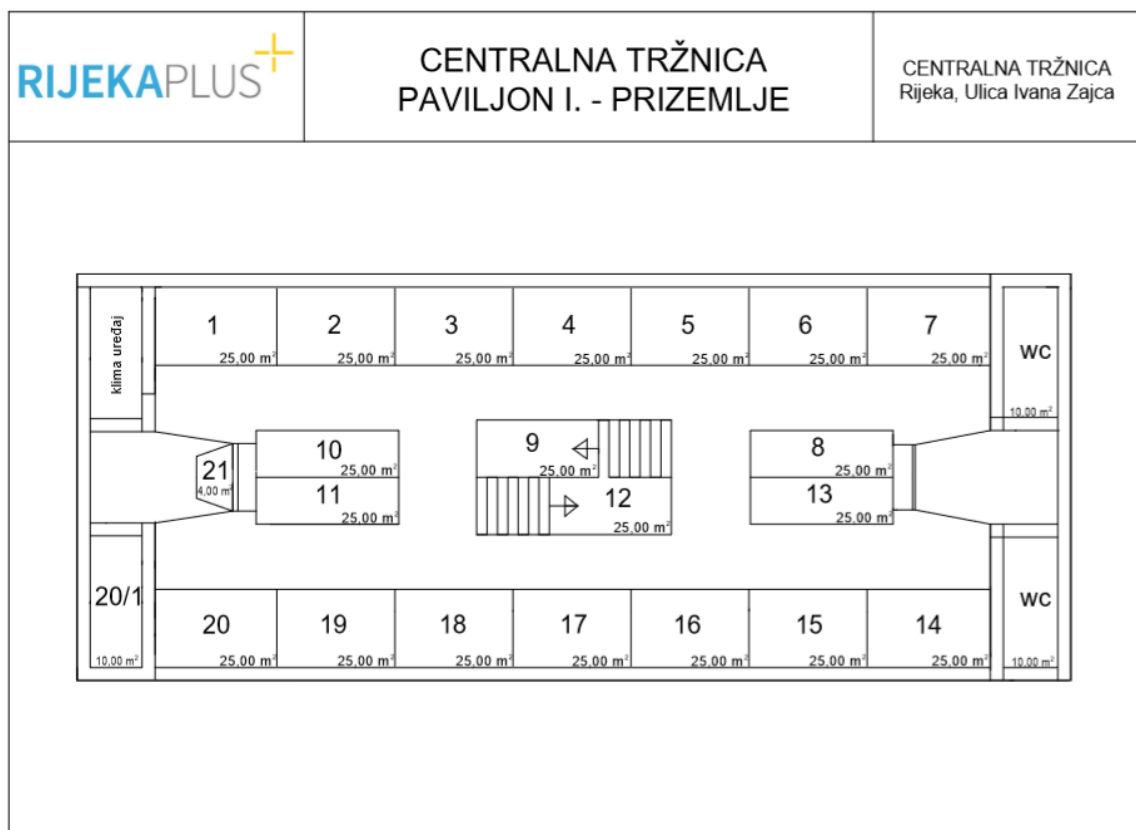 RIJEKAPLUS
CENTRALNA TRŽNICA
PAVILJON I. - PRIZEMLJE
CENTRALNA TRŽNICA
Rijeka, Ulica Ivana Zajca
klima uređaj
1
25,00 m²
2
25,00 m²
3
25,00 m²
4
25,00 m²
5
25,00 m²
6
25,00 m²
7
25,00 m²
WC
10,00 m²
21
4,00 m²
10
25,00 m²
11
25,00 m²
9
25,00 m²
12
25,00 m²
8
25,00 m²
13
25,00 m²
20/1
10,00 m²
20
25,00 m²
19
25,00 m²
18
25,00 m²
17
25,00 m²
16
25,00 m²
15
25,00 m²
14
25,00 m²
WC
10,00 m²